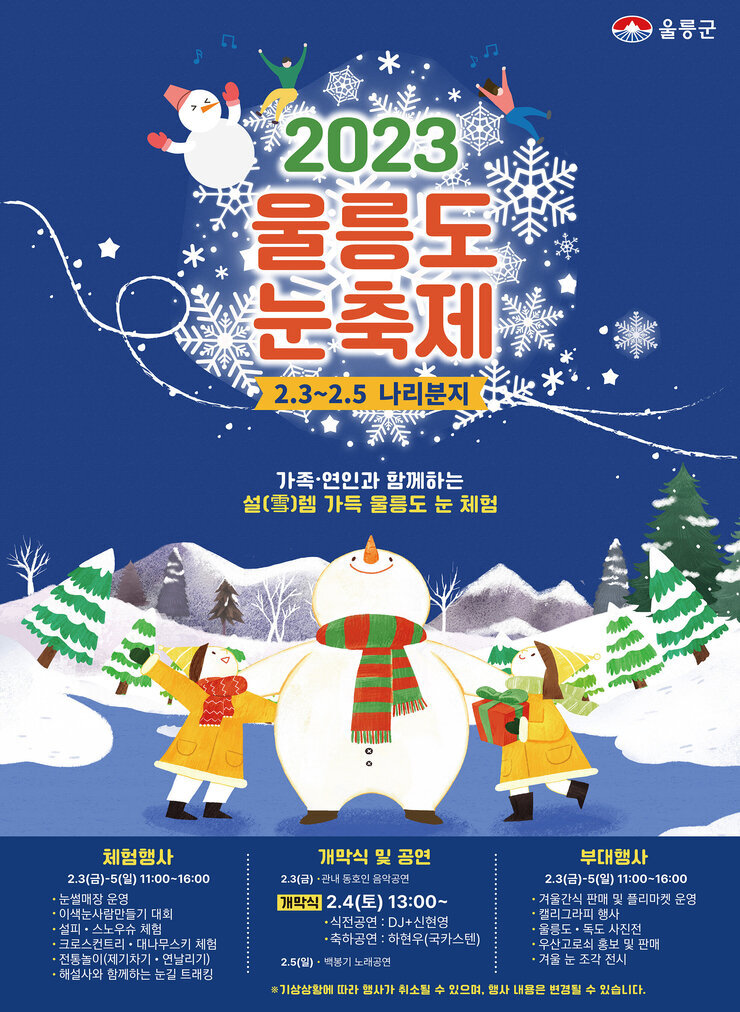 울릉군
2023
울릉도
눈축제
2.3~2.5 나리분지
가족·연인과 함께하는
설(雪)렘 가득 울릉도 눈 체험
체험행사
2.3(금)-5(일) 11:00~16:00
• 눈썰매장 운영
• 이색눈사람만들기 대회
• 설피 • 스노우슈 체험
• 크로스컨트리 • 대나무스키 체험
• 전통놀이(제기차기 • 연날리기)
• 해설사와 함께하는 눈길 트래킹
개막식 및 공연
2.3(금) • 관내 동호인 음악공연
개막식 2.4(토) 13:00~
• 식전공연 : DJ+신현영
• 축하공연 : 하현우(국카스텐)
2.5(일) • 백봉기 노래공연
부대행사
2.3(금)-5(일) 11:00~16:00
• 겨울간식 판매 및 플리마켓 운영
• 캘리그라피 행사
• 울릉도 • 독도 사진전
• 우산고로쇠 홍보 및 판매
• 겨울 눈 조각 전시
※기상상황에 따라 행사가 취소될 수 있으며, 행사 내용은 변경될 수 있습니다.